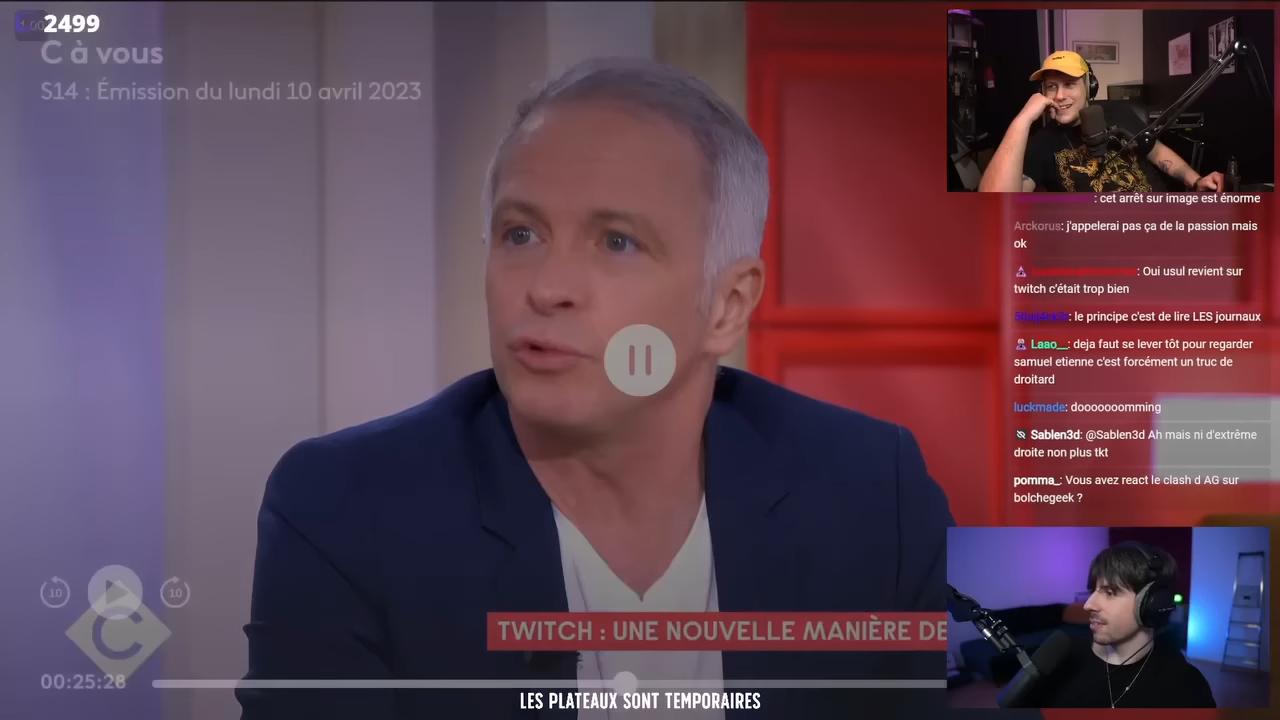 2499
C à vous
S14 : Émission du lundi 10 avril 2023
: cet arrêt sur image est énorme
Arckorus: j'appelerai pas ça de la passion mais
ok
: Oui usul revient sur
twitch c'était trop bien
: le principe c'est de lire LES journaux
Laao__: deja faut se lever tôt pour regarder
samuel etienne c'est forcément un truc de
droitard
luckmade: dooooooomming
Sablen3d: @Sablen3d Ah mais ni d'extrême
droite non plus tkt
pomma_: Vous avez react le clash d AG sur
bolchegeek ?
10
10
C
TWITCH : UNE NOUVELLE MANIÈRE DE
00:25:28
LES PLATEAUX SONT TEMPORAIRES